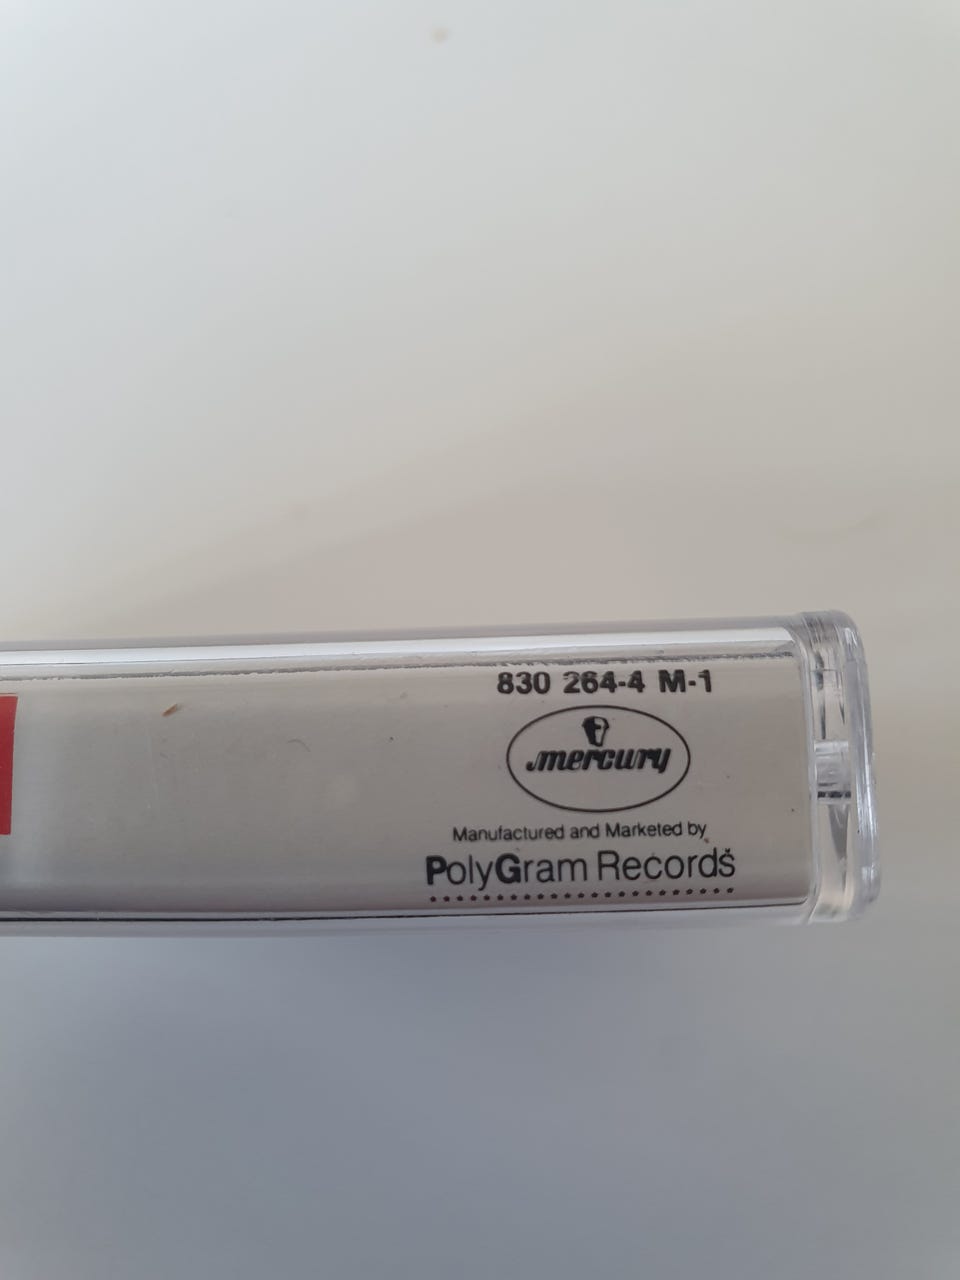 830 264-4 M-1
mercury
Manufactured and Marketed by
PolyGram Records